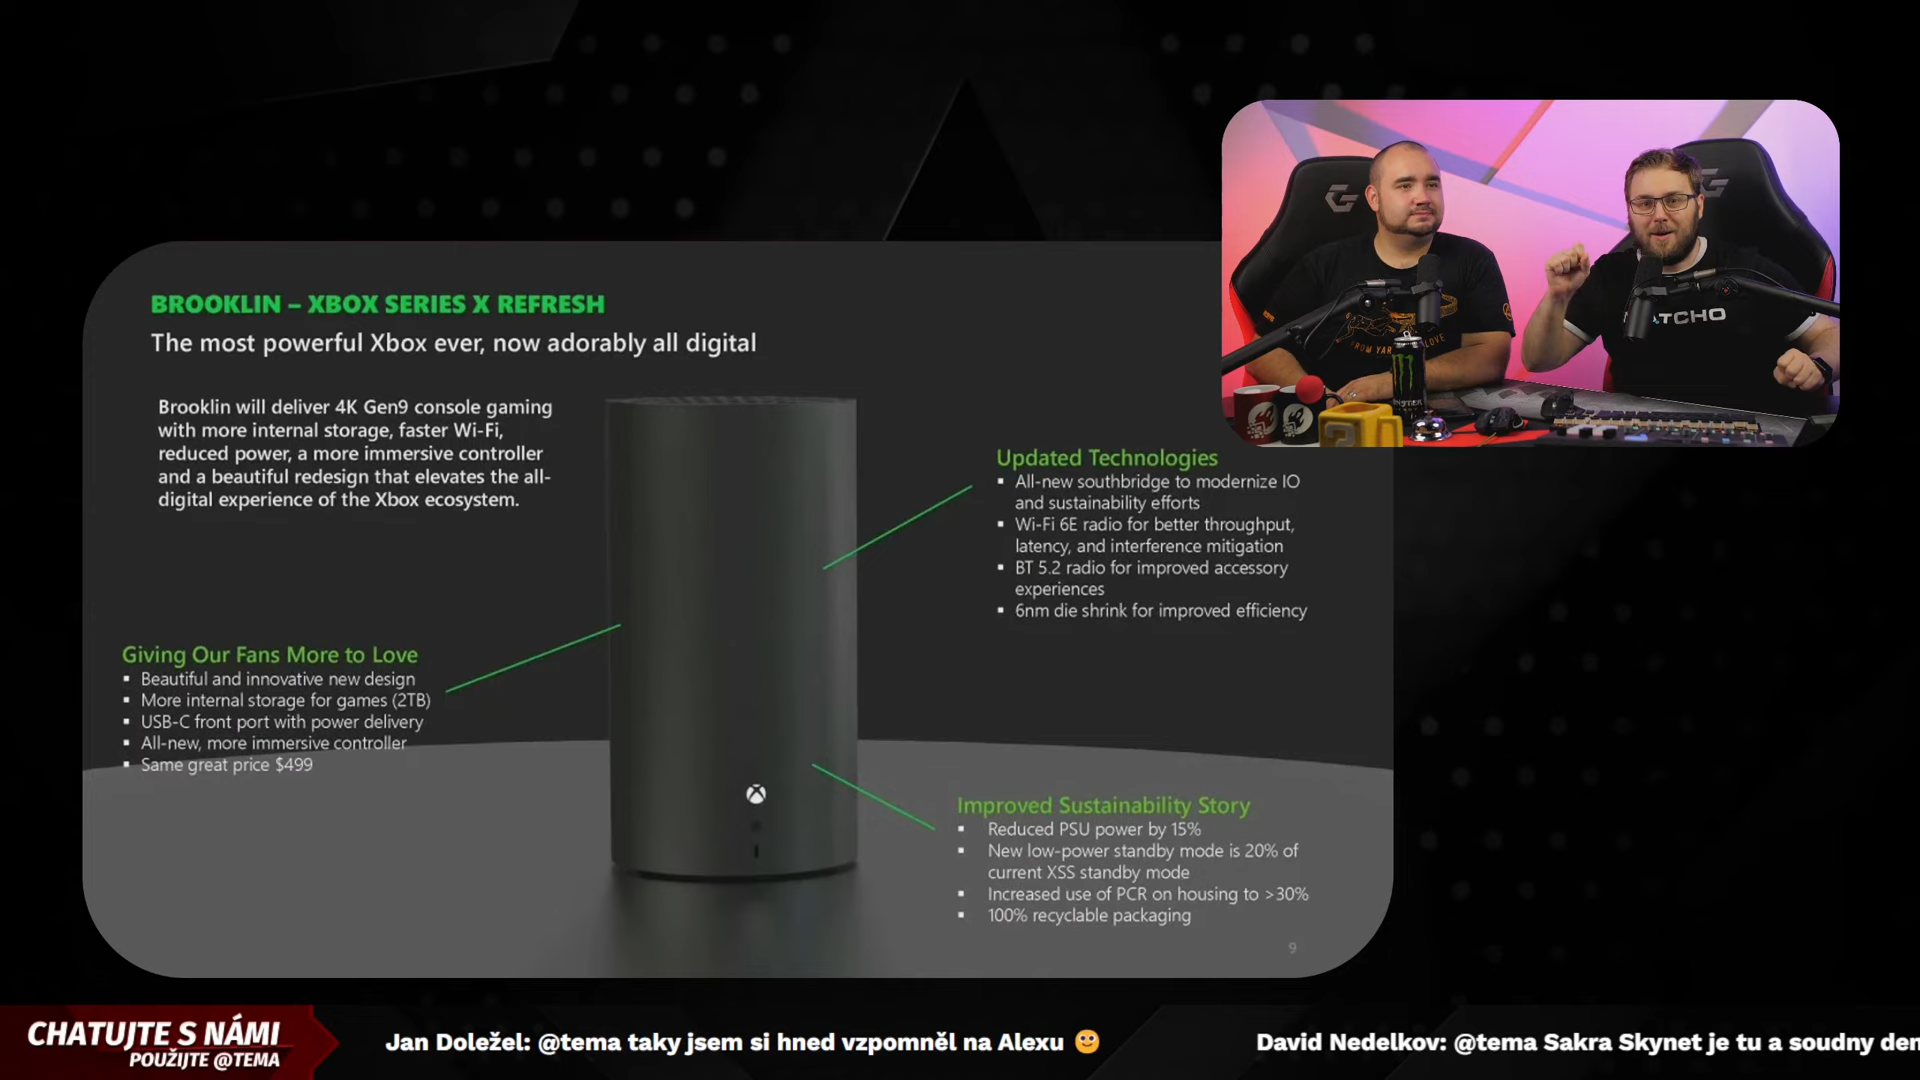 BROOKLIN – XBOX SERIES X REFRESH
The most powerful Xbox ever, now adorably all digital
Brooklin will deliver 4K Gen9 console gaming
with more internal storage, faster Wi-Fi,
reduced power, a more immersive controller
and a beautiful redesign that elevates the all-
digital experience of the Xbox ecosystem.
Giving Our Fans More to Love
▪ Beautiful and innovative new design
▪ More internal storage for games (2TB)
▪ USB-C front port with power delivery
▪ All-new, more immersive controller
▪ Same great price $499
Updated Technologies
▪ All-new southbridge to modernize IO
and sustainability efforts
▪ Wi-Fi 6E radio for better throughput,
latency, and interference mitigation
▪ BT 5.2 radio for improved accessory
experiences
▪ 6nm die shrink for improved efficiency
Improved Sustainability Story
▪ Reduced PSU power by 15%
▪ New low-power standby mode is 20% of
current XSS standby mode
▪ Increased use of PCR on housing to >30%
▪ 100% recyclable packaging
9
CHATUJTE S NÁMI
POUŽIJTE @TEMA
Jan Doležel: @tema taky jsem si hned vzpomněl na Alexu 🙂
David Nedelkov: @tema Sakra Skynet je tu a soudny den